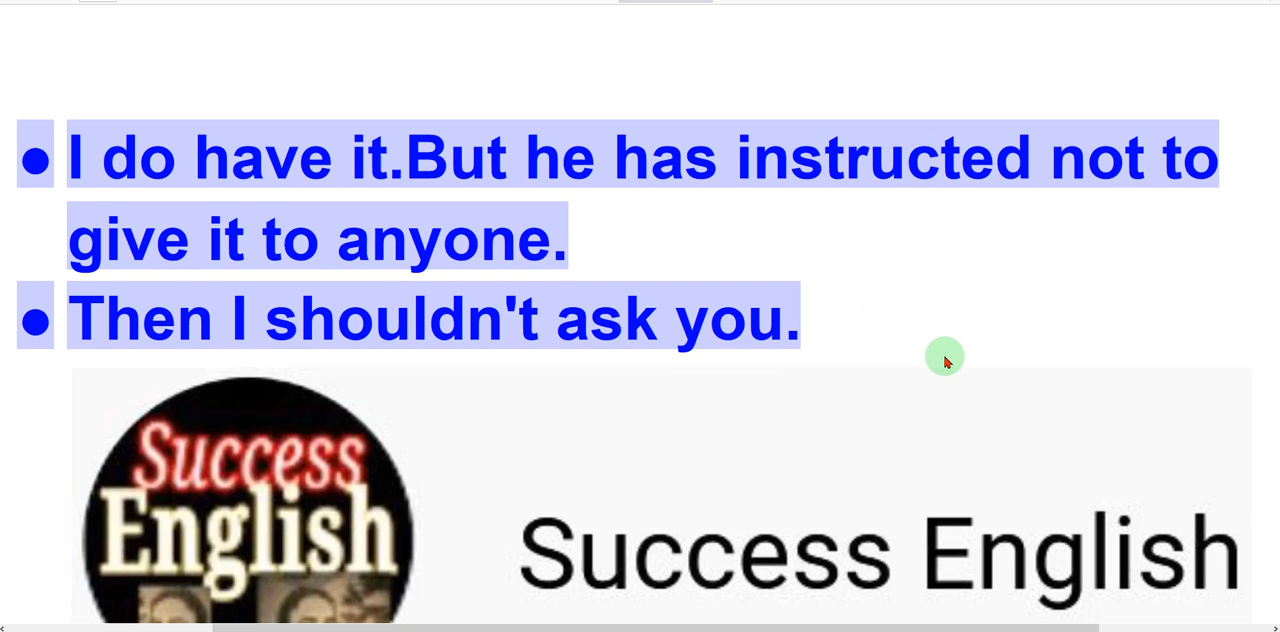 ● I do have it.But he has instructed not to
give it to anyone.
● Then I shouldn't ask you.
Success
English
Success English